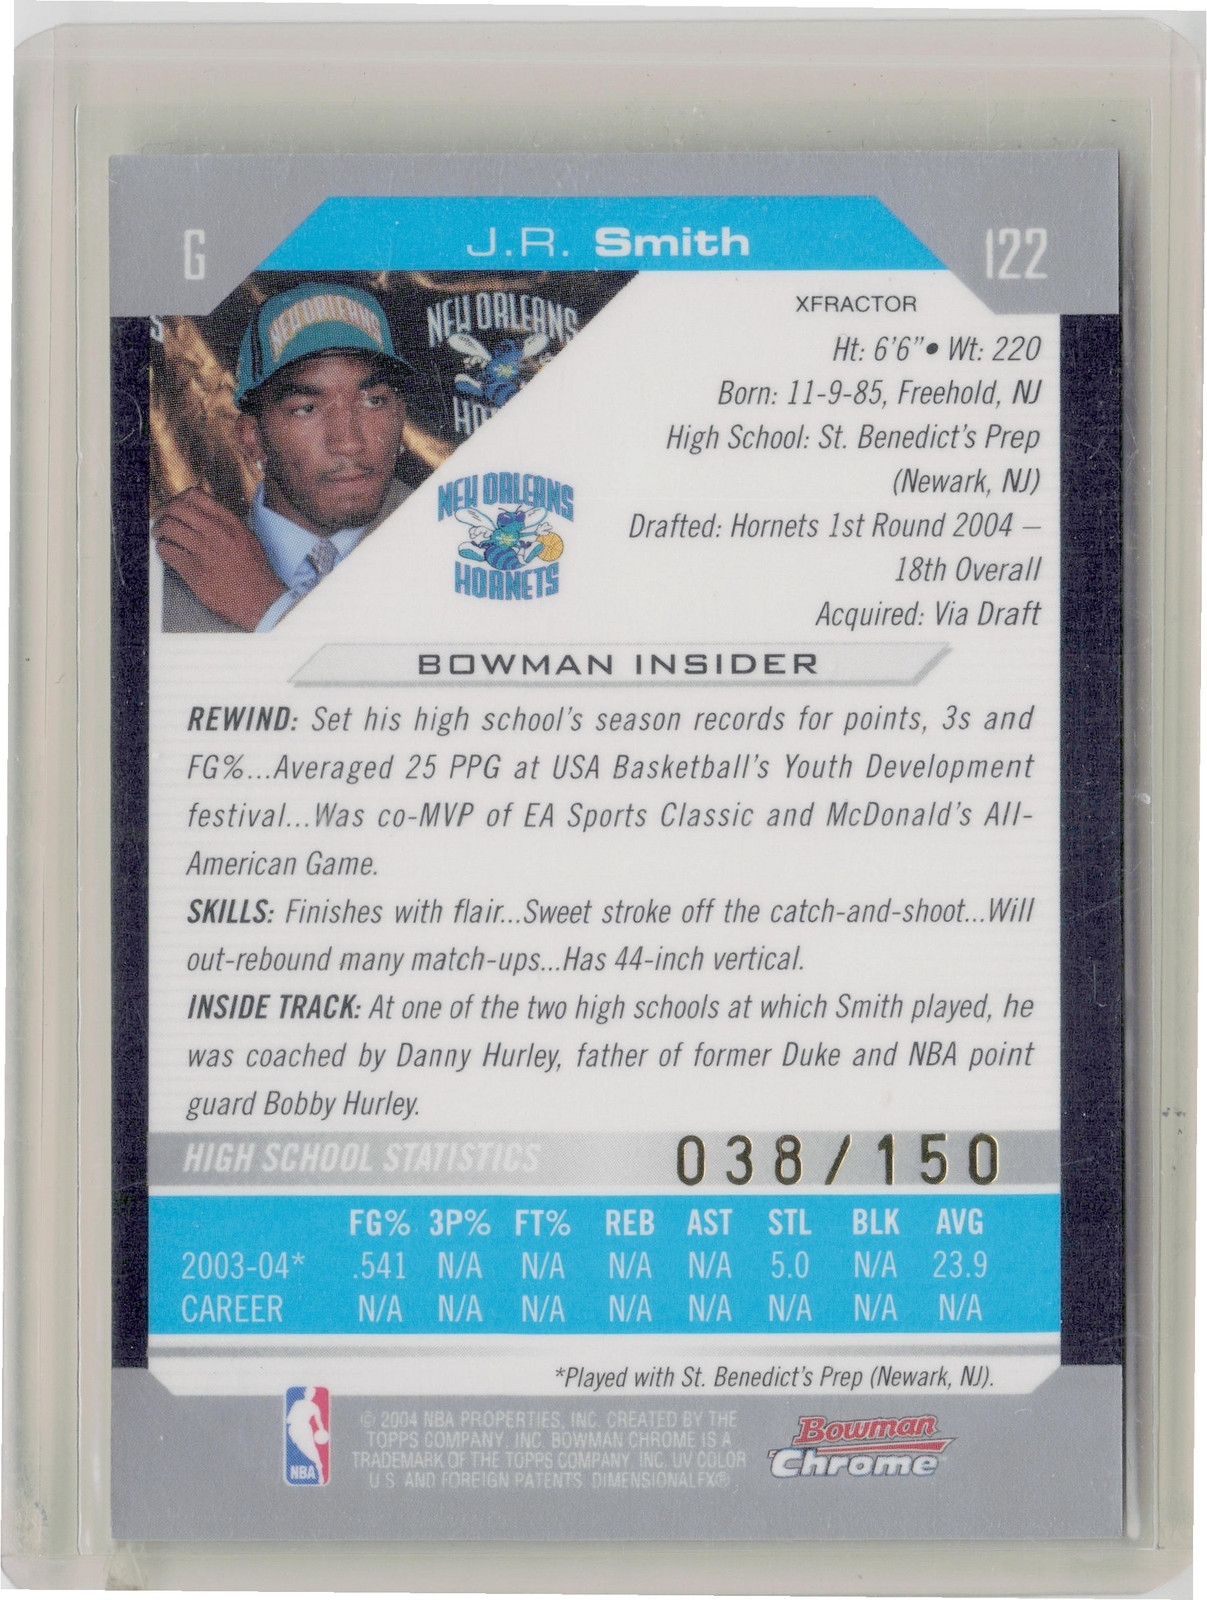 G
J.R. Smith
122
NEW ORLEANS
NEW ORLEANS
S
XFRACTOR
Ht: 6'6"• Wt: 220
Born: 11-9-85, Freehold, NJ
High School: St. Benedict's Prep
(Newark, NJ)
Drafted: Hornets 1st Round 2004 –
18th Overall
Acquired: Via Draft
NEW ORLEANS
HORNETS
BOWMAN INSIDER
REWIND: Set his high school's season records for points, 3s and
FG%...Averaged 25 PPG at USA Basketball's Youth Development
festival...Was co-MVP of EA Sports Classic and McDonald's All-
American Game.
SKILLS: Finishes with flair...Sweet stroke off the catch-and-shoot...Will
out-rebound many match-ups...Has 44-inch vertical.
INSIDE TRACK: At one of the two high schools at which Smith played, he
was coached by Danny Hurley, father of former Duke and NBA point
guard Bobby Hurley.
HIGH SCHOOL STATISTICS 038/150
FG% 3P% FT% REB AST STL BLK AVG
2003-04* .541 N/A N/A N/A N/A 5.0 N/A 23.9
CAREER N/A N/A N/A N/A N/A N/A N/A N/A
*Played with St. Benedict's Prep (Newark, NJ).
NBA
© 2004 NBA PROPERTIES, INC. CREATED BY THE
TOPPS COMPANY, INC. BOWMAN CHROME IS A
TRADEMARK OF THE TOPPS COMPANY, INC. UV COLOR
U.S. AND FOREIGN PATENTS. DIMENSIONALFX®
Bowman
Chrome